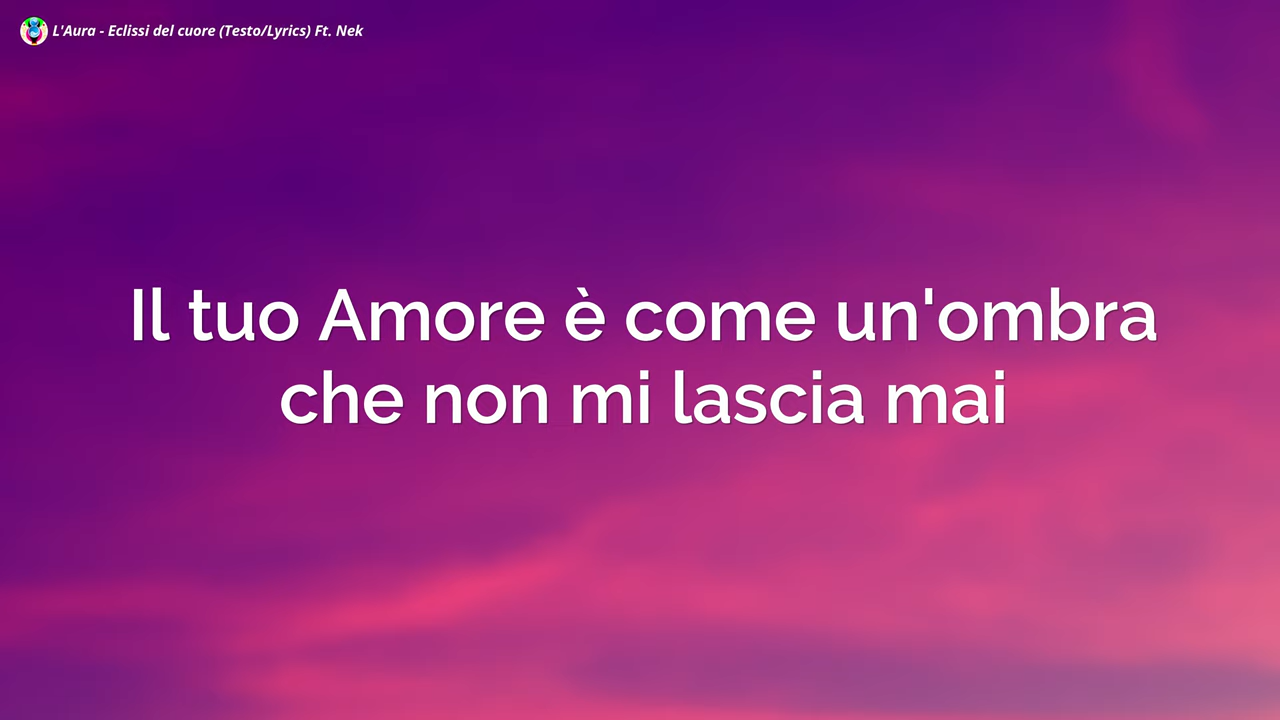 L'Aura - Eclissi del cuore (Testo/Lyrics) Ft. Nek
Il tuo Amore è come un'ombra
che non mi lascia mai